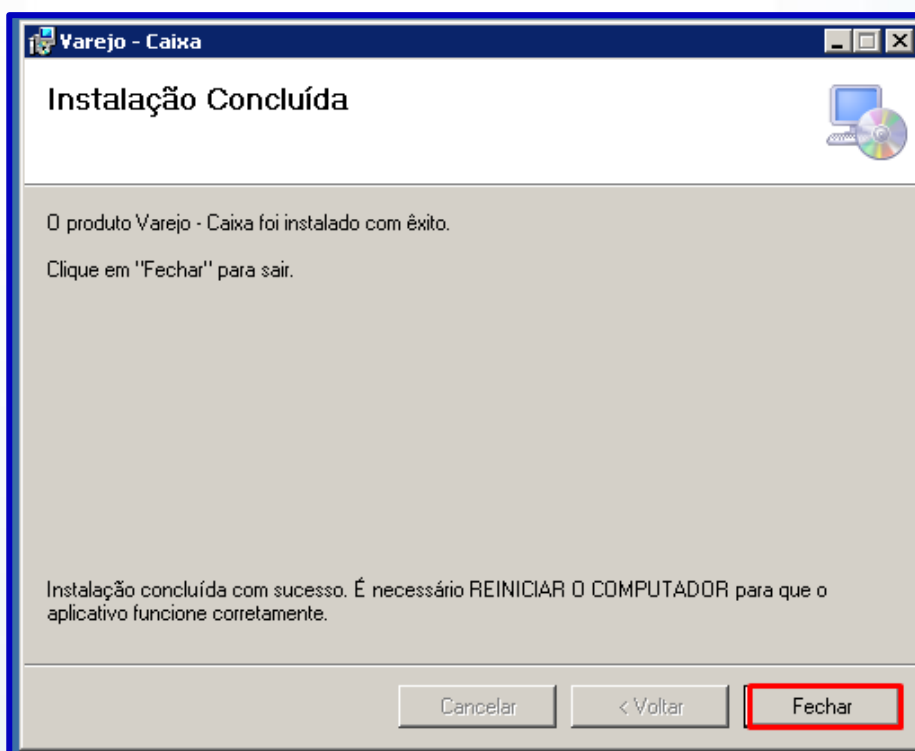 Varejo - Caixa
Instalação Concluída
O produto Varejo - Caixa foi instalado com êxito.
Clique em "Fechar" para sair.
Instalação concluída com sucesso. É necessário REINICIAR O COMPUTADOR para que o
aplicativo funcione corretamente.
Cancelar
< Voltar
Fechar